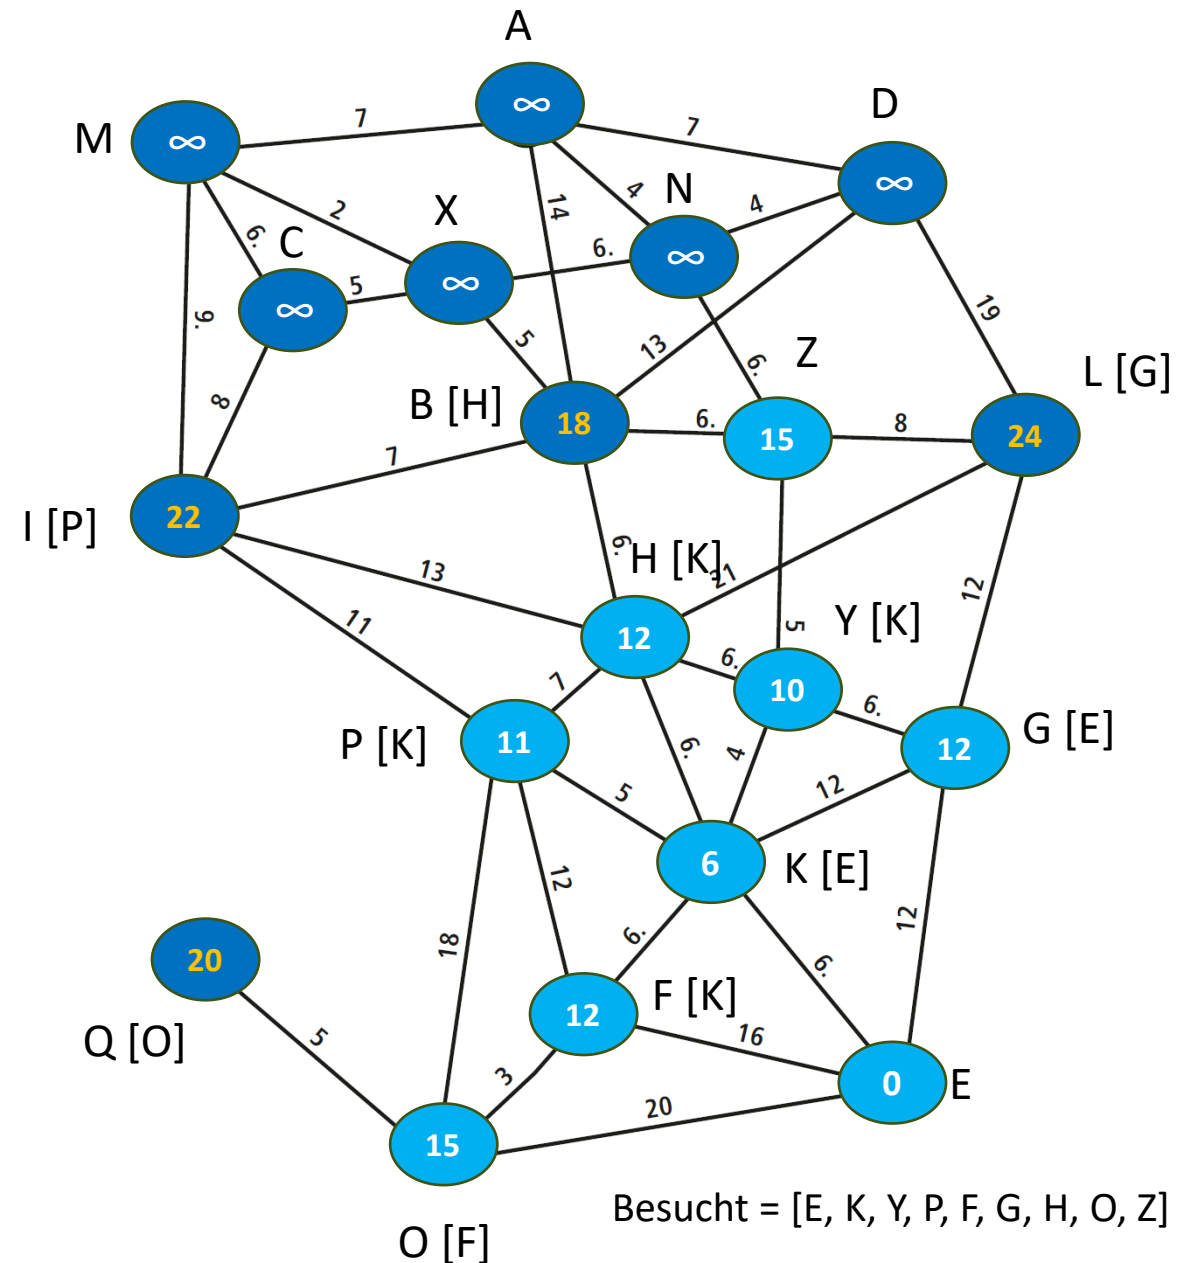 A
∞
7
7
D
M
∞
∞
4
N
4
2
X
14
6.
C
6.
∞
∞
5
∞
9.
19
5
13
6.
Z
8
B [H]
18
6.
15
8
L [G]
24
7
I [P]
22
6.
H [K]
21
13
12
11
5
Y [K]
12
6.
10
6.
7
G [E]
P [K]
11
6.
4
12
5
12
6
K [E]
12
18
12
6.
6.
20
F [K]
12
16
Q [O]
5
3
0
E
20
15
Besucht = [E, K, Y, P, F, G, H, O, Z]
O [F]